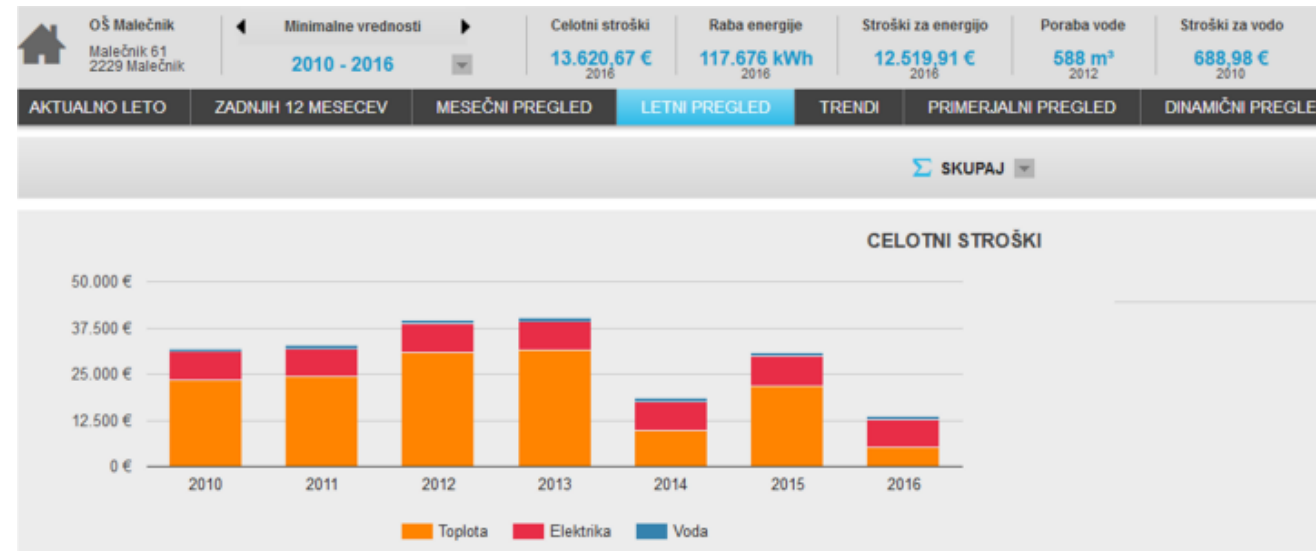 OŠ Malečnik
Malečnik 61
2229 Malečnik
Minimalne vrednosti
2010 - 2016
Celotni stroški
13.620,67 €
2016
Raba energije
117.676 kWh
2016
Stroški za energijo
12.519,91 €
2016
Poraba vode
588 m³
2012
Stroški za vodo
688,98 €
2010
AKTUALNO LETO ZADNJIH 12 MESECEV MESEČNI PREGLED LETNI PREGLED TRENDI PRIMERJALNI PREGLED DINAMIČNI PREGLE
Σ SKUPAJ
CELOTNI STROŠKI
50.000 €
37.500 €
25.000 €
12.500 €
0 €
2010 2011 2012 2013 2014 2015 2016
Toplota Elektrika Voda